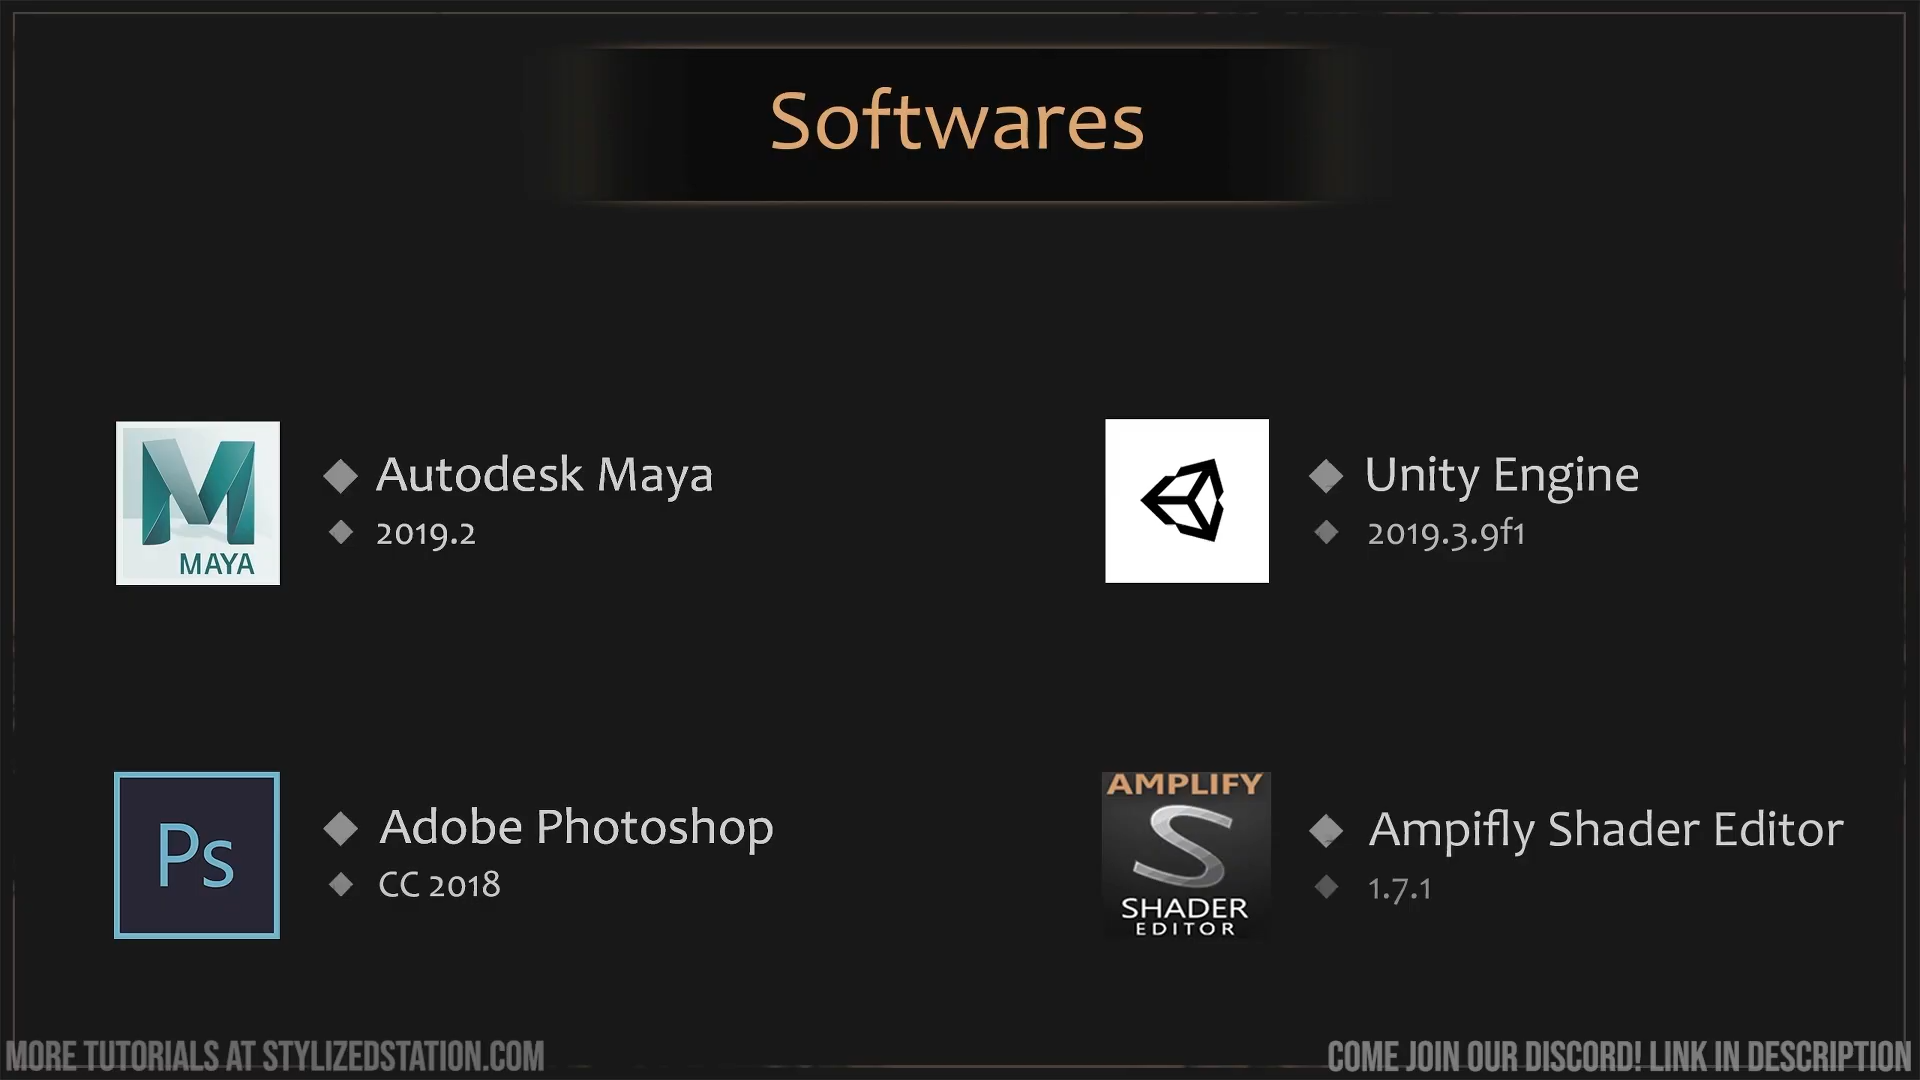 Softwares
MAYA
Autodesk Maya
2019.2
Unity Engine
2019.3.9f1
Ps
Adobe Photoshop
CC 2018
AMPLIFY
S
SHADER
EDITOR
Ampifly Shader Editor
1.7.1
MORE TUTORIALS AT STYLIZEDSTATION.COM
COME JOIN OUR DISCORD! LINK IN DESCRIPTION